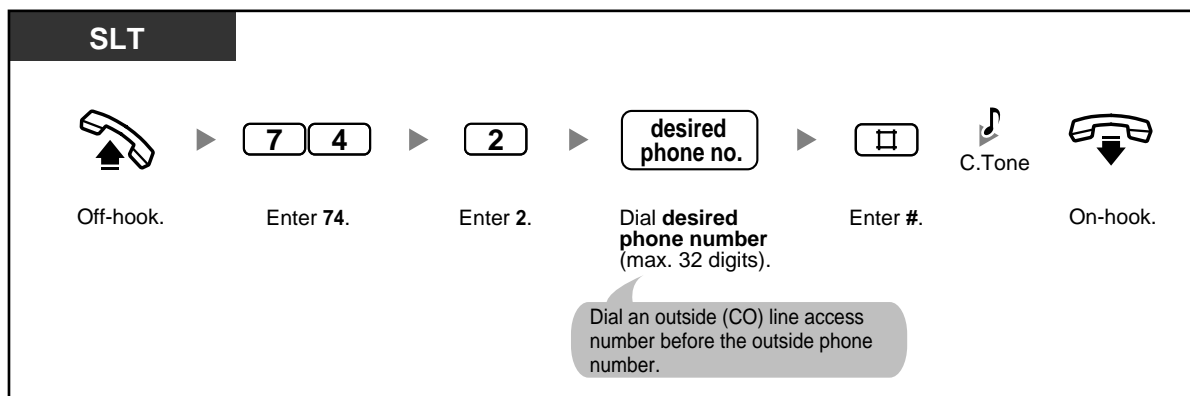 SLT
7 4
2
desired
phone no.
#
C.Tone
Off-hook.
Enter 74.
Enter 2.
Dial desired
phone number
(max. 32 digits).
Enter #.
On-hook.
Dial an outside (CO) line access
number before the outside phone
number.